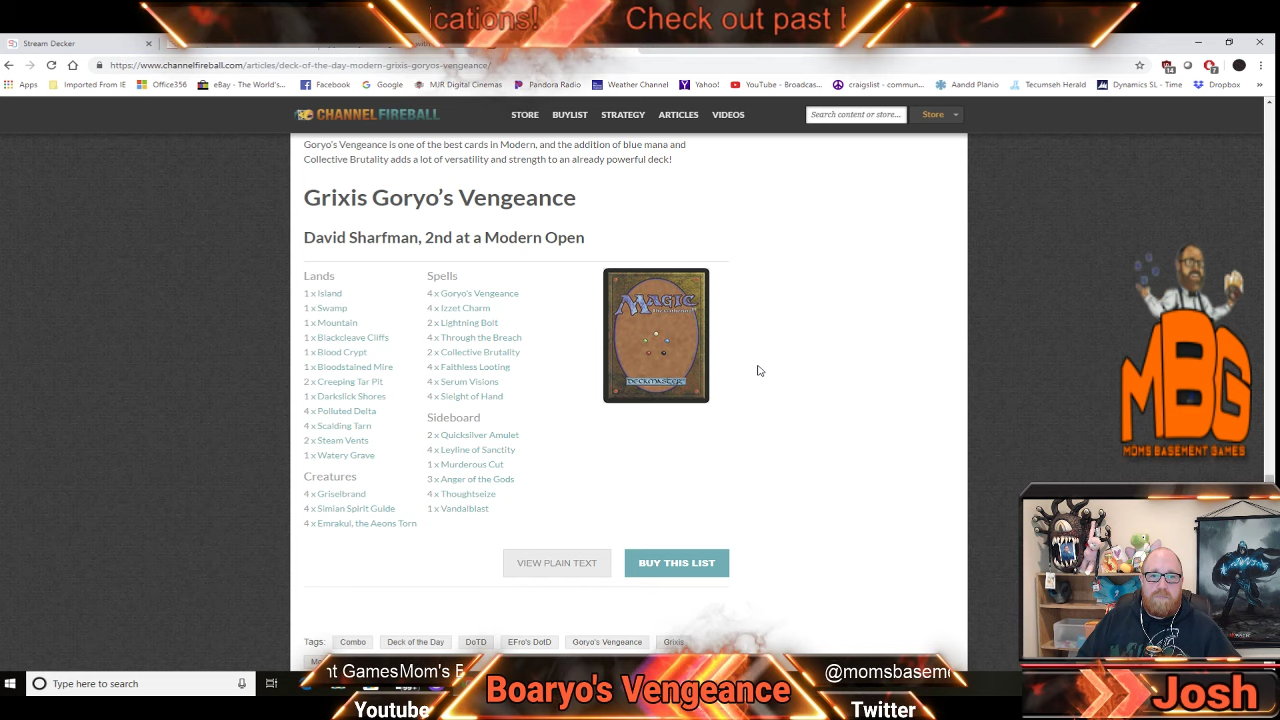 ications!
Check out past b
Stream Decker
https://www.channelfireball.com/articles/deck-of-the-day-modern-grixis-goryos-vengeance/
Apps
Imported From IE
Office356
eBay - The World's...
Facebook
Google
MJR Digital Cinemas
Pandora Radio
Weather Channel
Yahoo!
YouTube - Broadcas...
craigslist - commun...
Aandd Planio
Tecumseh Herald
Dynamics SL - Time
Dropbox
CHANNELFIREBALL
STORE
BUYLIST
STRATEGY
ARTICLES
VIDEOS
Search content or store...
Store
Goryo's Vengeance is one of the best cards in Modern, and the addition of blue mana and
Collective Brutality adds a lot of versatility and strength to an already powerful deck!
Grixis Goryo's Vengeance
David Sharfman, 2nd at a Modern Open
Lands
1 x Island
1 x Swamp
1 x Mountain
1 x Blackcleave Cliffs
1 x Blood Crypt
1 x Bloodstained Mire
2 x Creeping Tar Pit
1 x Darkslick Shores
4 x Polluted Delta
4 x Scalding Tarn
2 x Steam Vents
1 x Watery Grave
Creatures
4 x Griselbrand
4 x Simian Spirit Guide
4 x Emrakul, the Aeons Torn
Spells
4 x Goryo's Vengeance
4 x Izzet Charm
2 x Lightning Bolt
4 x Through the Breach
2 x Collective Brutality
4 x Faithless Looting
4 x Serum Visions
4 x Sleight of Hand
Sideboard
2 x Quicksilver Amulet
4 x Leyline of Sanctity
1 x Murderous Cut
3 x Anger of the Gods
4 x Thoughtseize
1 x Vandalblast
MAGIC
The Gathering
DECKMASTER
VIEW PLAIN TEXT
BUY THIS LIST
Tags:
Combo
Deck of the Day
DoTD
EFro's DotD
Goryo's Vengeance
Grixis
MBG
MOMS BASEMENT GAMES
Type here to search
nt GamesMom's B
Youtube
Boaryo's Vengeance
@momsbaseme
Twitter
Josh